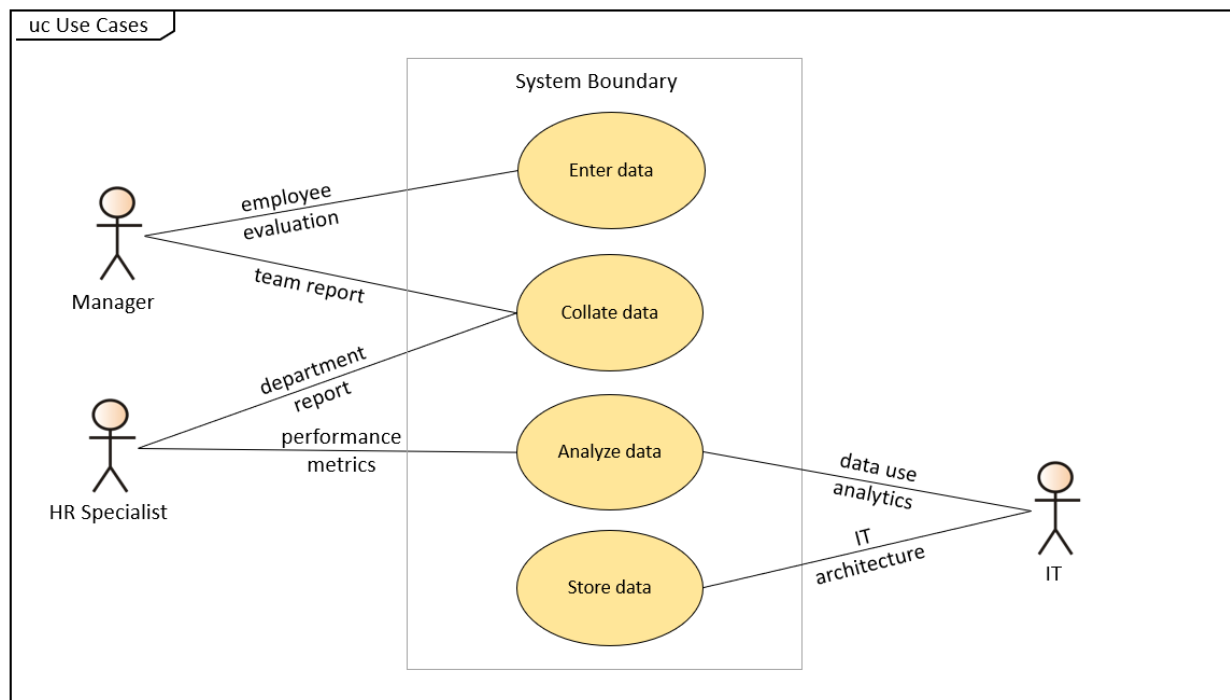 uc Use Cases
System Boundary
Enter data
employee
evaluation
Manager
team report
Collate data
department
report
HR Specialist
performance
metrics
Analyze data
data use
analytics
IT
architecture
IT
Store data